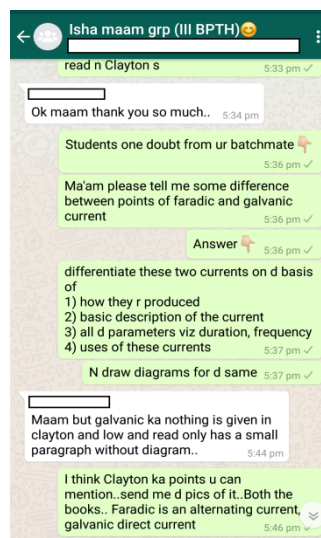 Isha maam grp (III BPTH)😊
read n Clayton s
5:33 pm
Ok maam thank you so much.. 5:34 pm
Students one doubt from ur batchmate👇
5:36 pm
Ma'am please tell me some difference
between points of faradic and galvanic
current 5:36 pm
Answer👇 5:36 pm
differentiate these two currents on d basis
of
1) how they r produced
2) basic description of the current
3) all d parameters viz duration, frequency
4) uses of these currents 5:37 pm
N draw diagrams for d same 5:37 pm
Maam but galvanic ka nothing is given in
clayton and low and read only has a small
paragraph without diagram.. 5:44 pm
I think Clayton ka points u can
mention..send me d pics of it..Both the
books.. Faradic is an alternating current,
galvanic direct current 5:46 pm